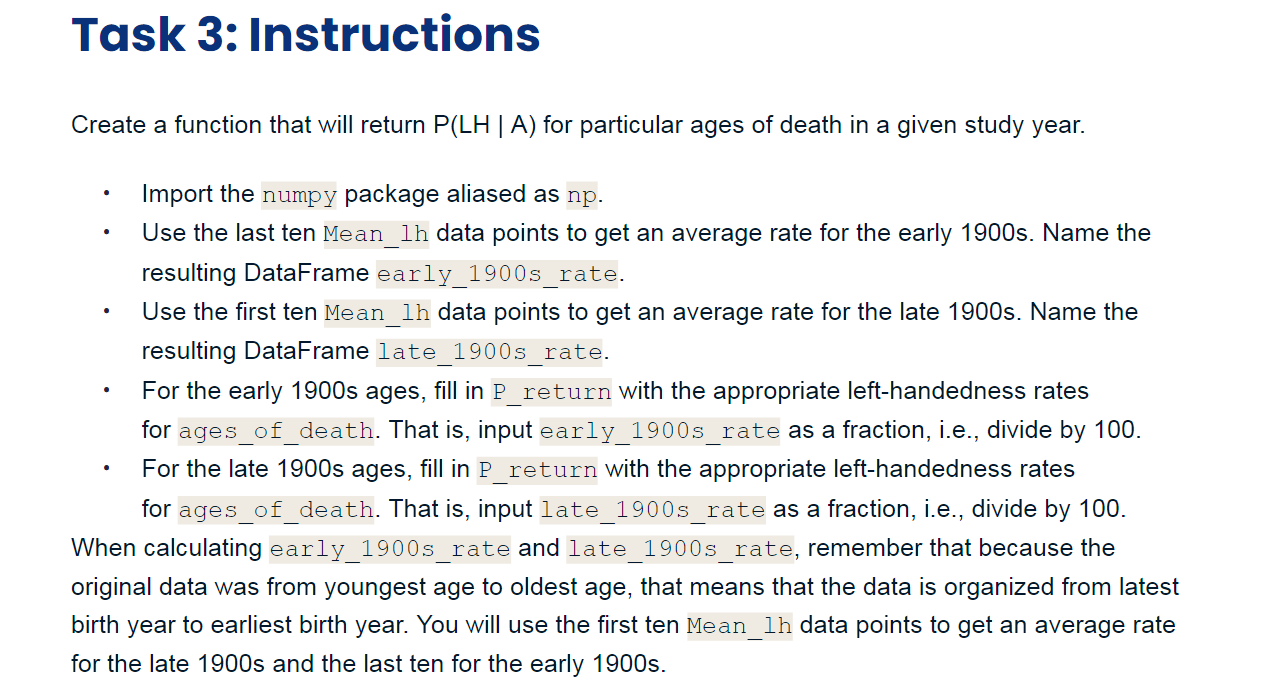 Task 3: Instructions
Create a function that will return P(LH | A) for particular ages of death in a given study year.
• Import the numpy package aliased as np.
• Use the last ten Mean_lh data points to get an average rate for the early 1900s. Name the
resulting DataFrame early_1900s_rate.
• Use the first ten Mean_lh data points to get an average rate for the late 1900s. Name the
resulting DataFrame late_1900s_rate.
• For the early 1900s ages, fill in P_return with the appropriate left-handedness rates
for ages_of_death. That is, input early_1900s_rate as a fraction, i.e., divide by 100.
• For the late 1900s ages, fill in P_return with the appropriate left-handedness rates
for ages_of_death. That is, input late_1900s_rate as a fraction, i.e., divide by 100.
When calculating early_1900s_rate and late_1900s_rate, remember that because the
original data was from youngest age to oldest age, that means that the data is organized from latest
birth year to earliest birth year. You will use the first ten Mean_lh data points to get an average rate
for the late 1900s and the last ten for the early 1900s.